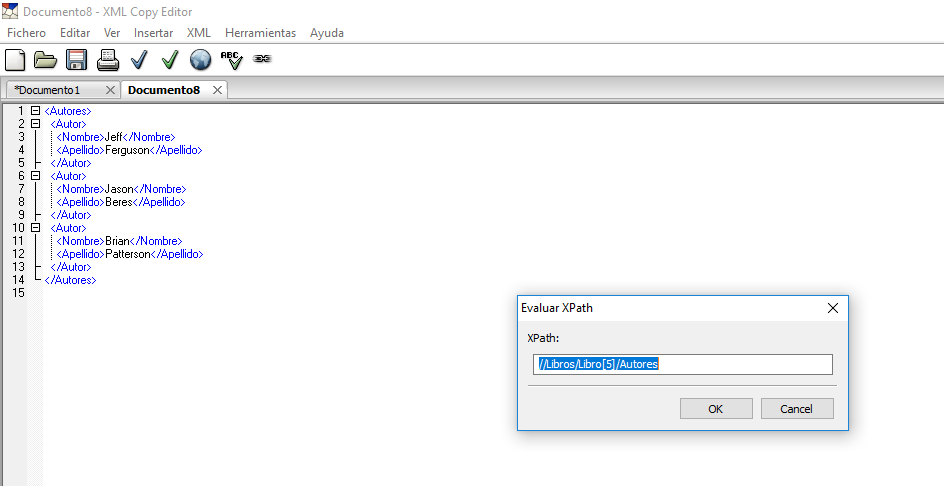 Documento8 - XML Copy Editor
Fichero Editar Ver Insertar XML Herramientas Ayuda
ABC
*Documento1 Documento8
1 <Autores>
2 <Autor>
3 <Nombre>Jeff</Nombre>
4 <Apellido>Ferguson</Apellido>
5 </Autor>
6 <Autor>
7 <Nombre>Jason</Nombre>
8 <Apellido>Beres</Apellido>
9 </Autor>
10 <Autor>
11 <Nombre>Brian</Nombre>
12 <Apellido>Patterson</Apellido>
13 </Autor>
14 </Autores>
15
Evaluar XPath
XPath:
//Libros/Libro[5]/Autores
OK Cancel